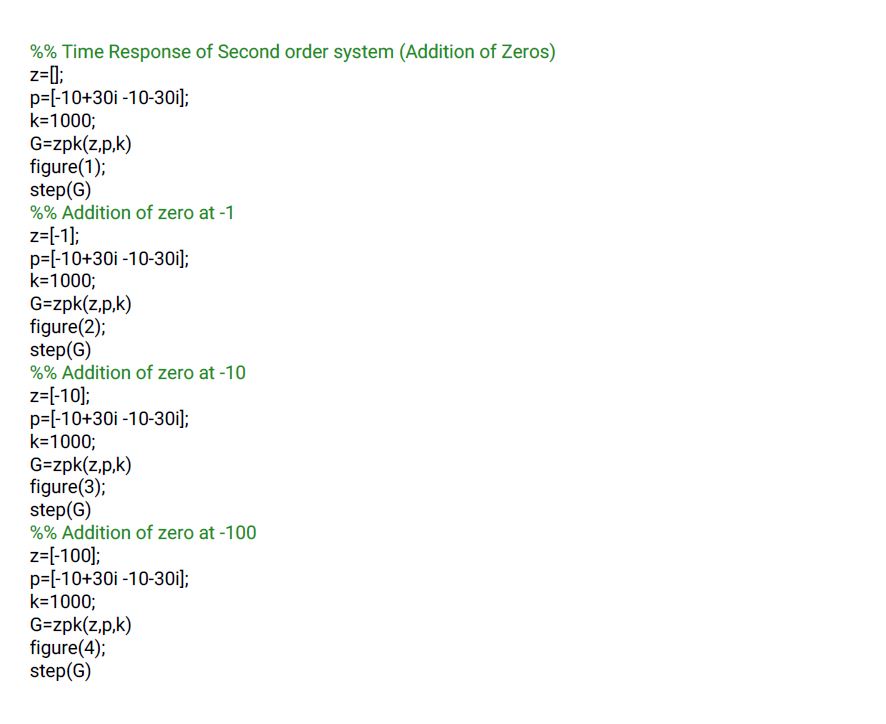 %% Time Response of Second order system (Addition of Zeros)
z=[];
p=[-10+30i -10-30i];
k=1000;
G=zpk(z,p,k)
figure(1);
step(G)
%% Addition of zero at -1
z=[-1];
p=[-10+30i -10-30i];
k=1000;
G=zpk(z,p,k)
figure(2);
step(G)
%% Addition of zero at -10
z=[-10];
p=[-10+30i -10-30i];
k=1000;
G=zpk(z,p,k)
figure(3);
step(G)
%% Addition of zero at -100
z=[-100];
p=[-10+30i -10-30i];
k=1000;
G=zpk(z,p,k)
figure(4);
step(G)